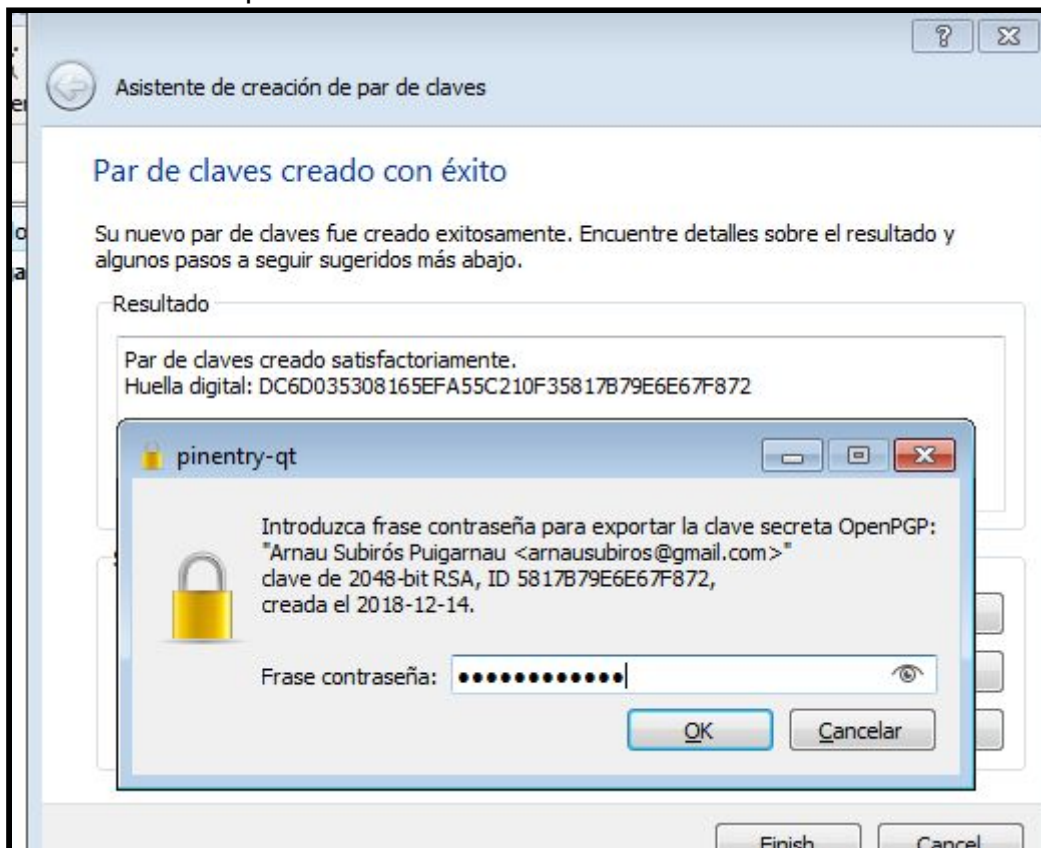 Asistente de creación de par de claves
Par de claves creado con éxito
Su nuevo par de claves fue creado exitosamente. Encuentre detalles sobre el resultado y
algunos pasos a seguir sugeridos más abajo.
Resultado
Par de claves creado satisfactoriamente.
Huella digital: DC6D035308165EFA55C210F35817B79E6E67F872
pinentry-qt
Introduzca frase contraseña para exportar la clave secreta OpenPGP:
"Arnau Subirós Puigarnau <arnausubiros@gmail.com>"
clave de 2048-bit RSA, ID 5817B79E6E67F872,
creada el 2018-12-14.
Frase contraseña: ●●●●●●●●●●●●
OK Cancelar
Finish Cancel